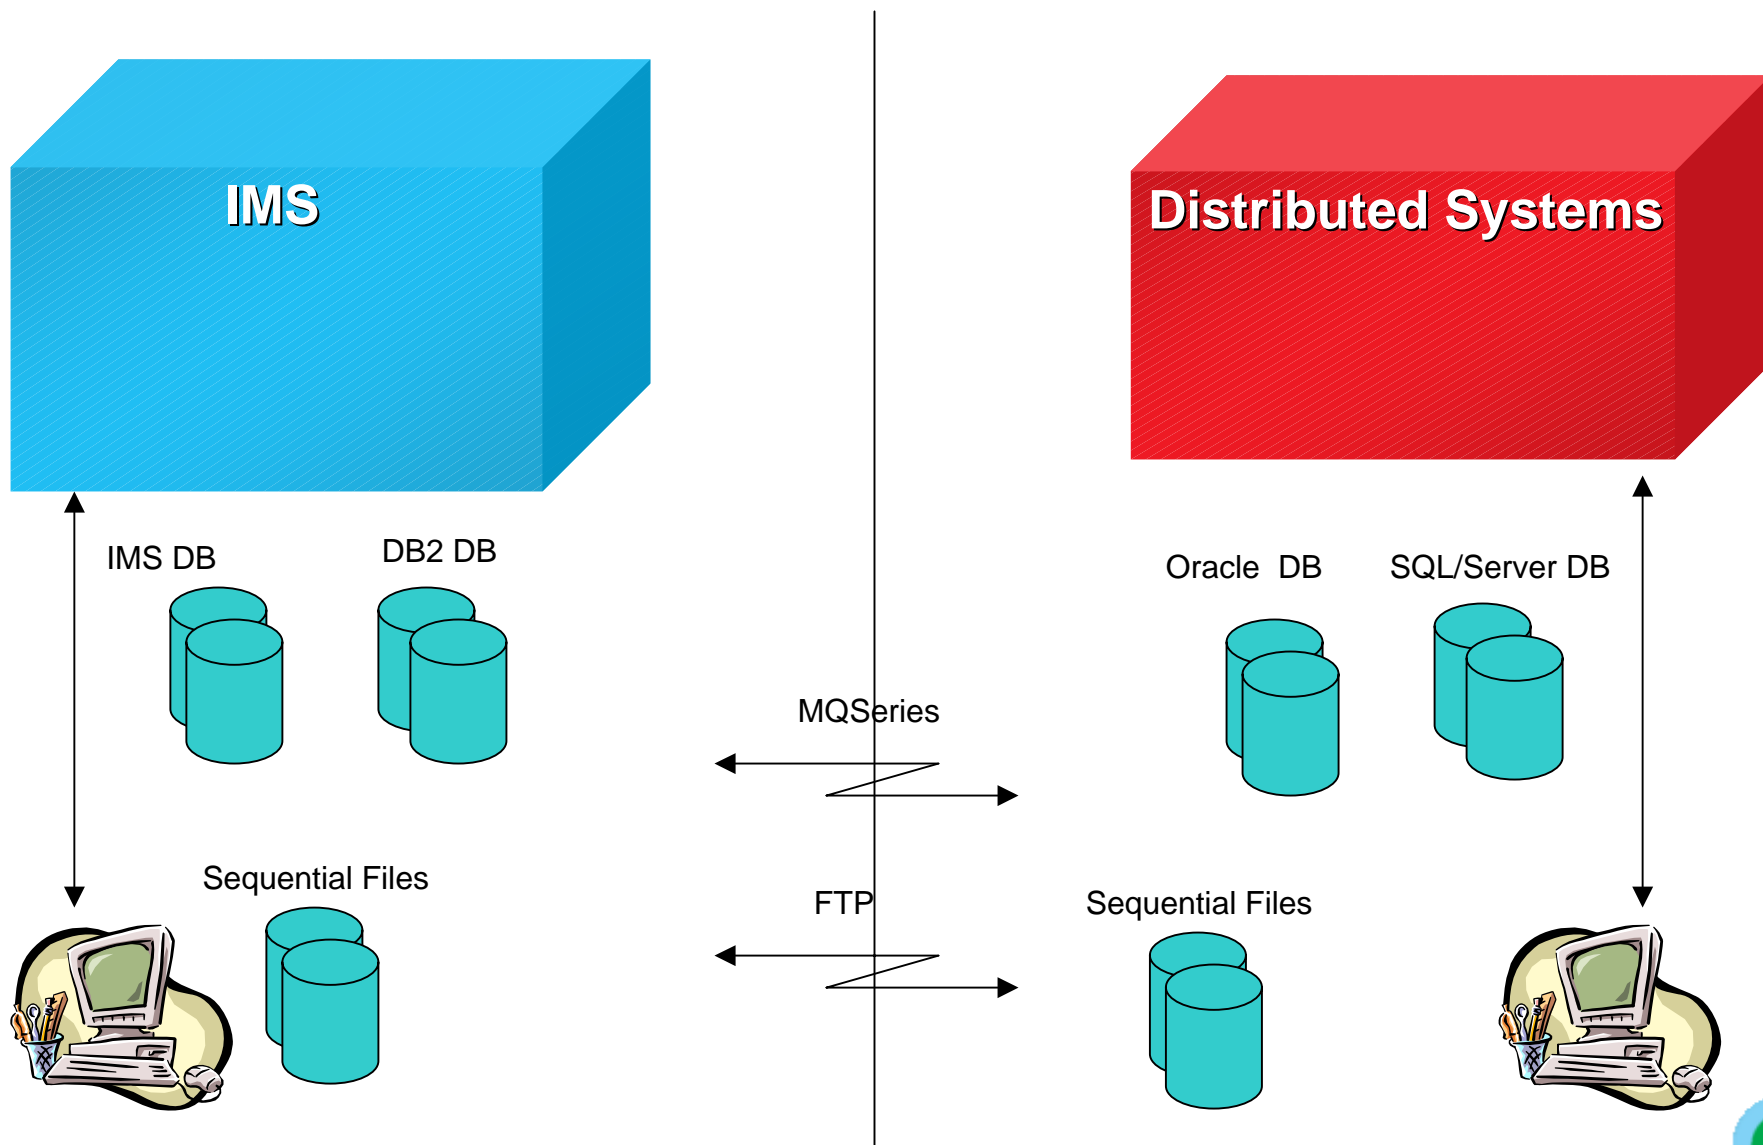 IMS
Distributed Systems
IMS DB
DB2 DB
Oracle  DB
SQL/Server DB
MQSeries
Sequential Files
FTP
Sequential Files